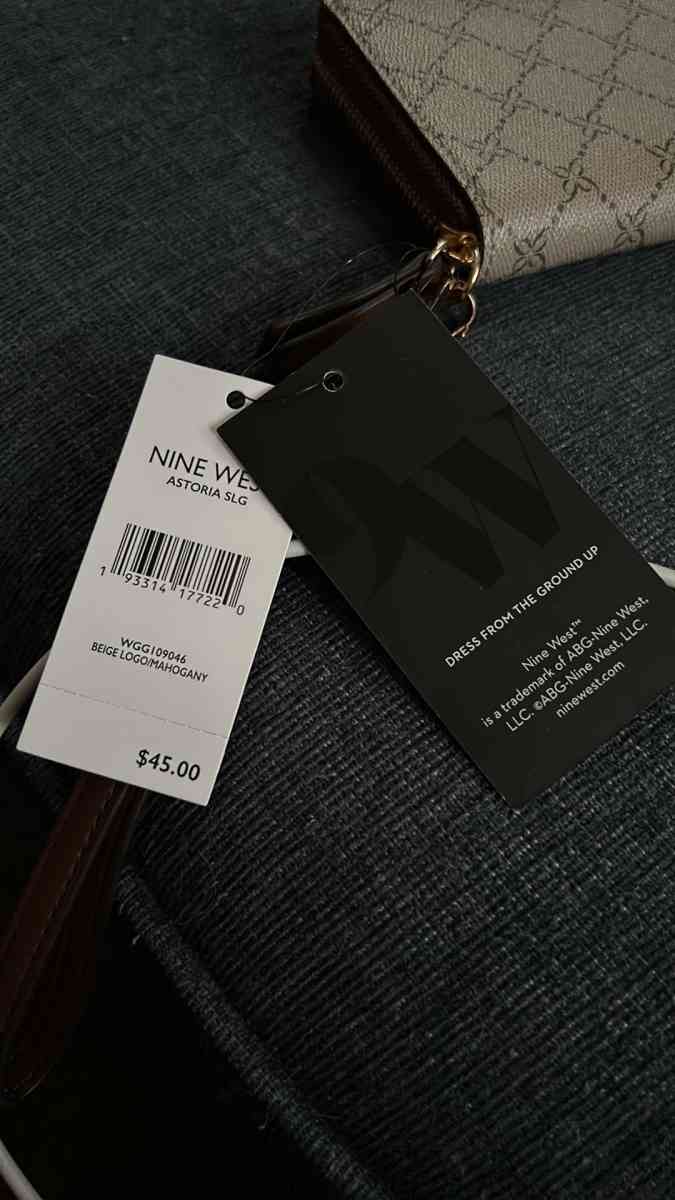 NINE WES
ASTORIA SLG
1 93314 17722 0
WGG109046
BEIGE LOGO/MAHOGANY
$45.00
DRESS FROM THE GROUND UP
Nine West™
is a trademark of ABG-Nine West,
LLC. ©ABG-Nine West, LLC.
ninewest.com